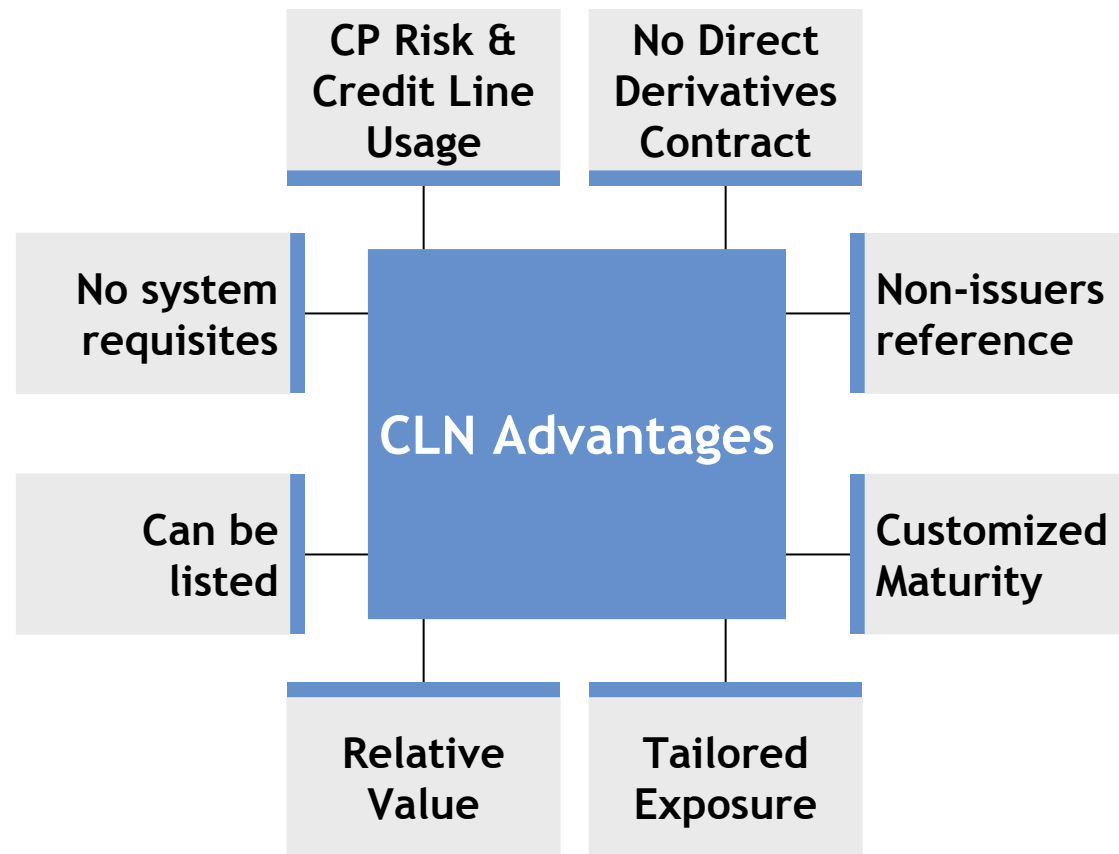 CP Risk &
Credit Line
Usage
No Direct
Derivatives
Contract
No system
requisites
Non-issuers
reference
CLN Advantages
Can be
listed
Customized
Maturity
Relative
Value
Tailored
Exposure